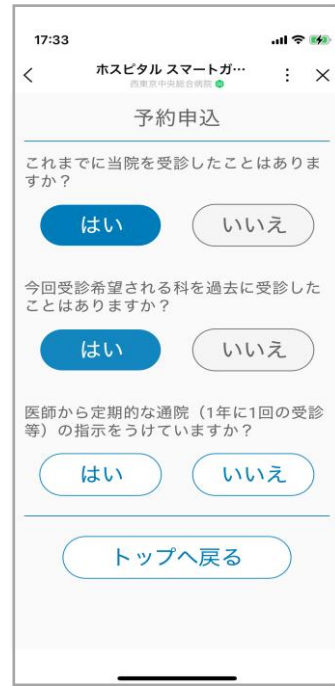 17:33
ホスピタル スマートガ…
西東京中央総合病院
予約申込
これまでに当院を受診したことはありま
すか？
はい
いいえ
今回受診希望される科を過去に受診した
ことはありますか？
はい
いいえ
医師から定期的な通院（1年に1回の受診
等）の指示をうけていますか？
はい
いいえ
トップへ戻る